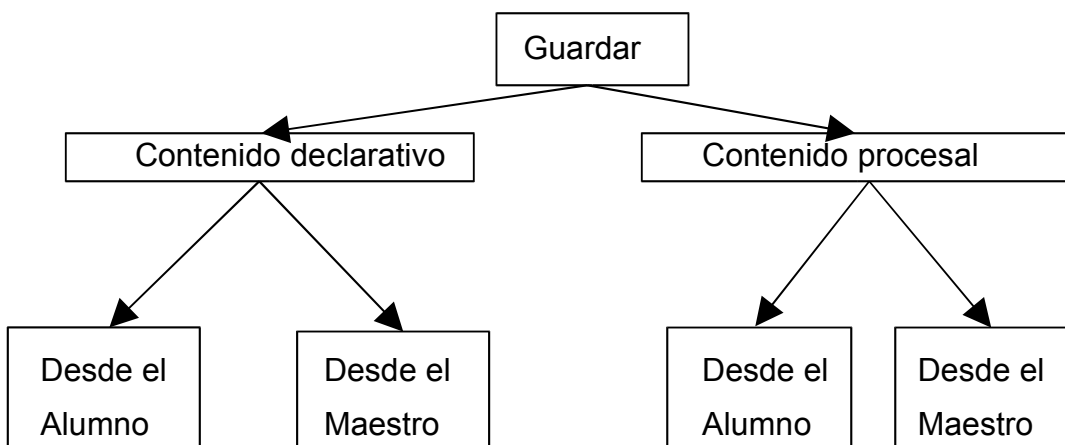 Guardar
Contenido declarativo
Contenido procesal
Desde el
Alumno
Desde el
Maestro
Desde el
Alumno
Desde el
Maestro